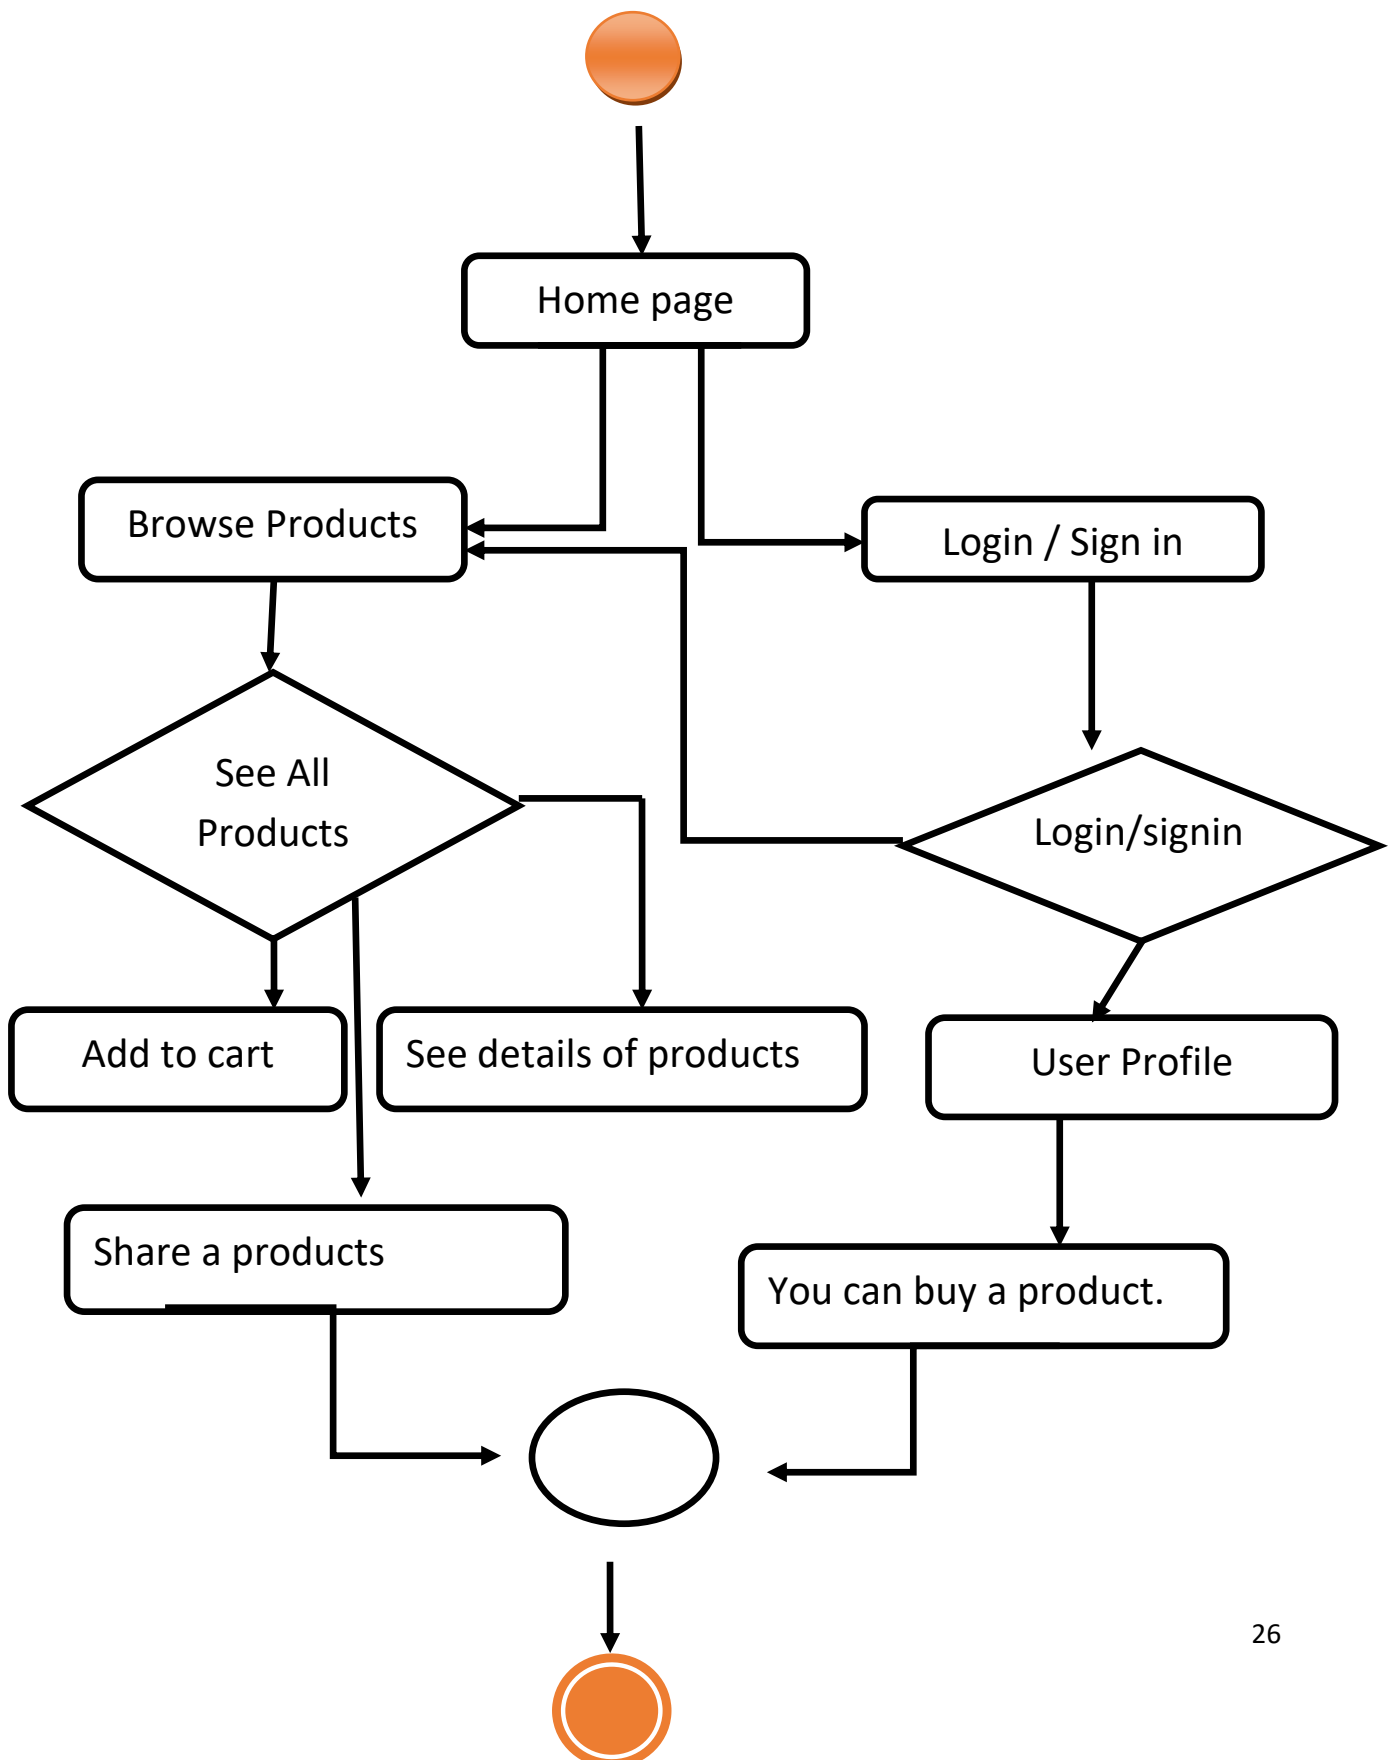 Home page
Browse Products
Login / Sign in
See All
Products
Login/signin
Add to cart
See details of products
User Profile
Share a products
You can buy a product.
26